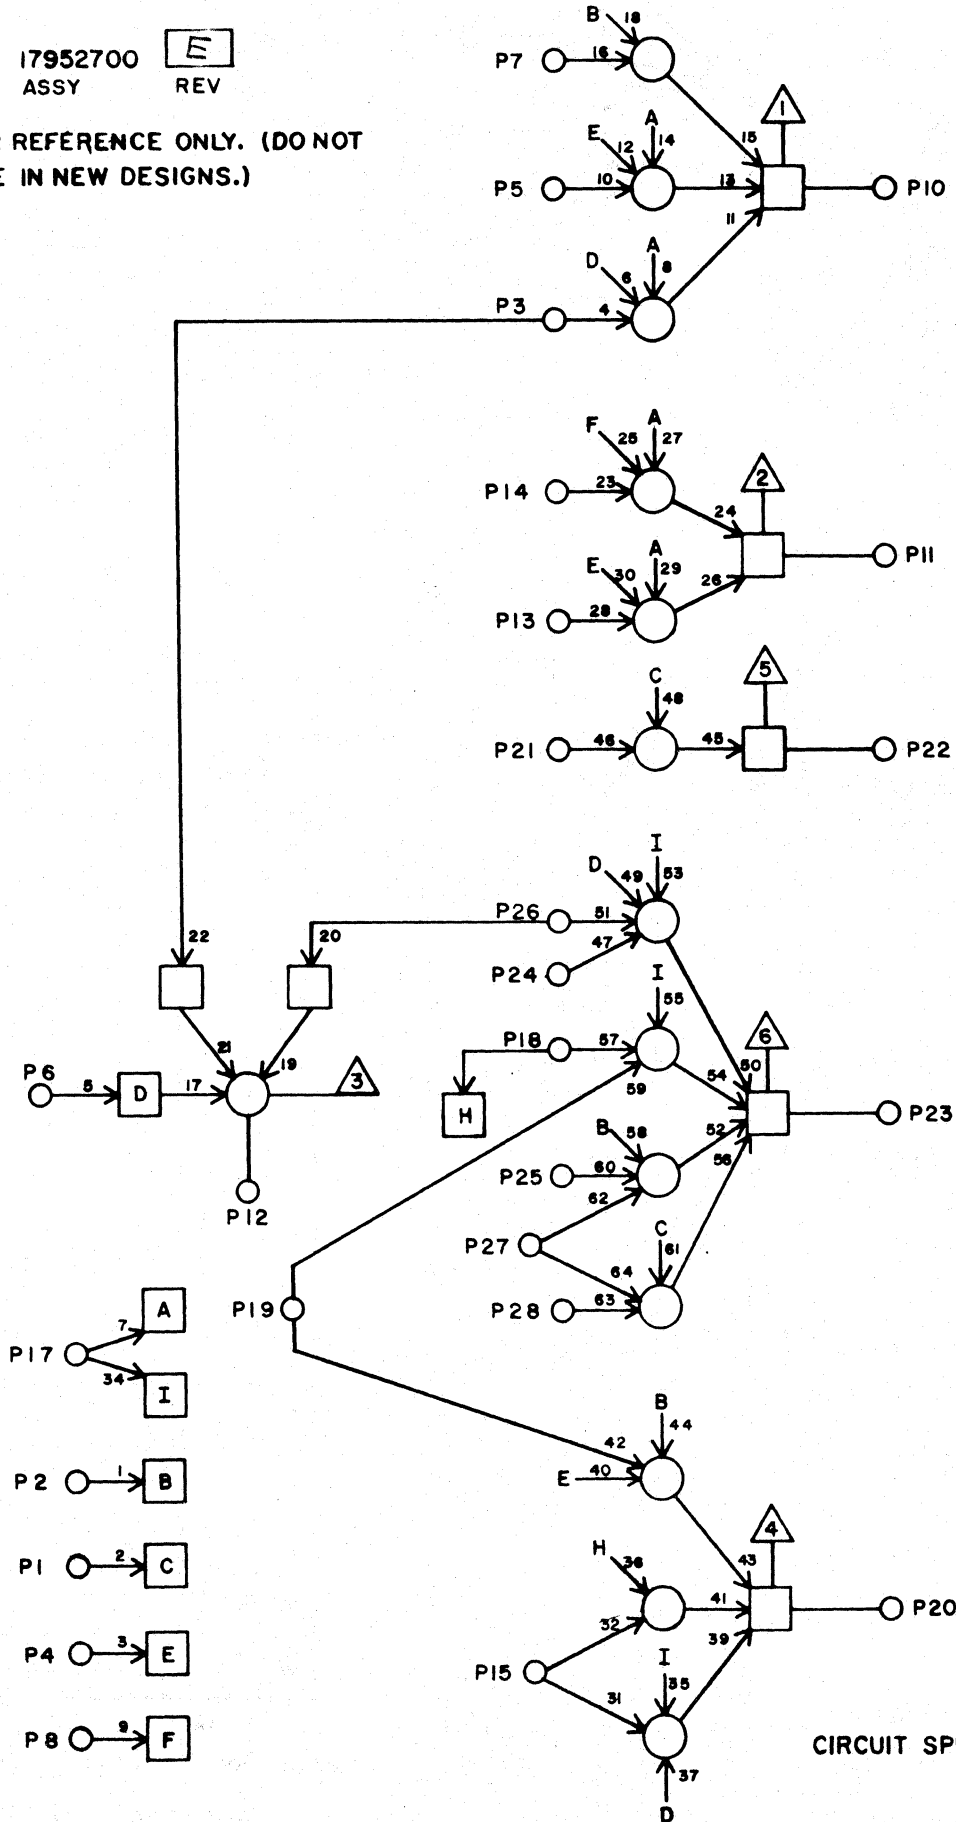 17952700 E
ASSY REV
REFERENCE ONLY. (DO NOT
IN NEW DESIGNS.)
B 18
P7 16
1
15
A
E 12 14
P5 10 13 P10
11
A
D 6 8
P3 4
A
F 25 27
P14 23 2
24
A P11
E 30 29 26
P13 28
5
C
48
P21 46 45 P22
I
D 49 53
P26 51
22 20 47
P24 I
55
P18 57 6
21 19 59 54 50
P6 3
5 D 17 H P23
B 58 52
56
P25 60
P12 62
C
P27 61
64
A P19 P28 63
7
P17
34 I
B
44
42
P2 1 B E 40
4
H 36 43
P1 2 C 41 P20
32 39
P4 3 E I
P15 35
31
P8 9 F
CIRCUIT SP
37
D